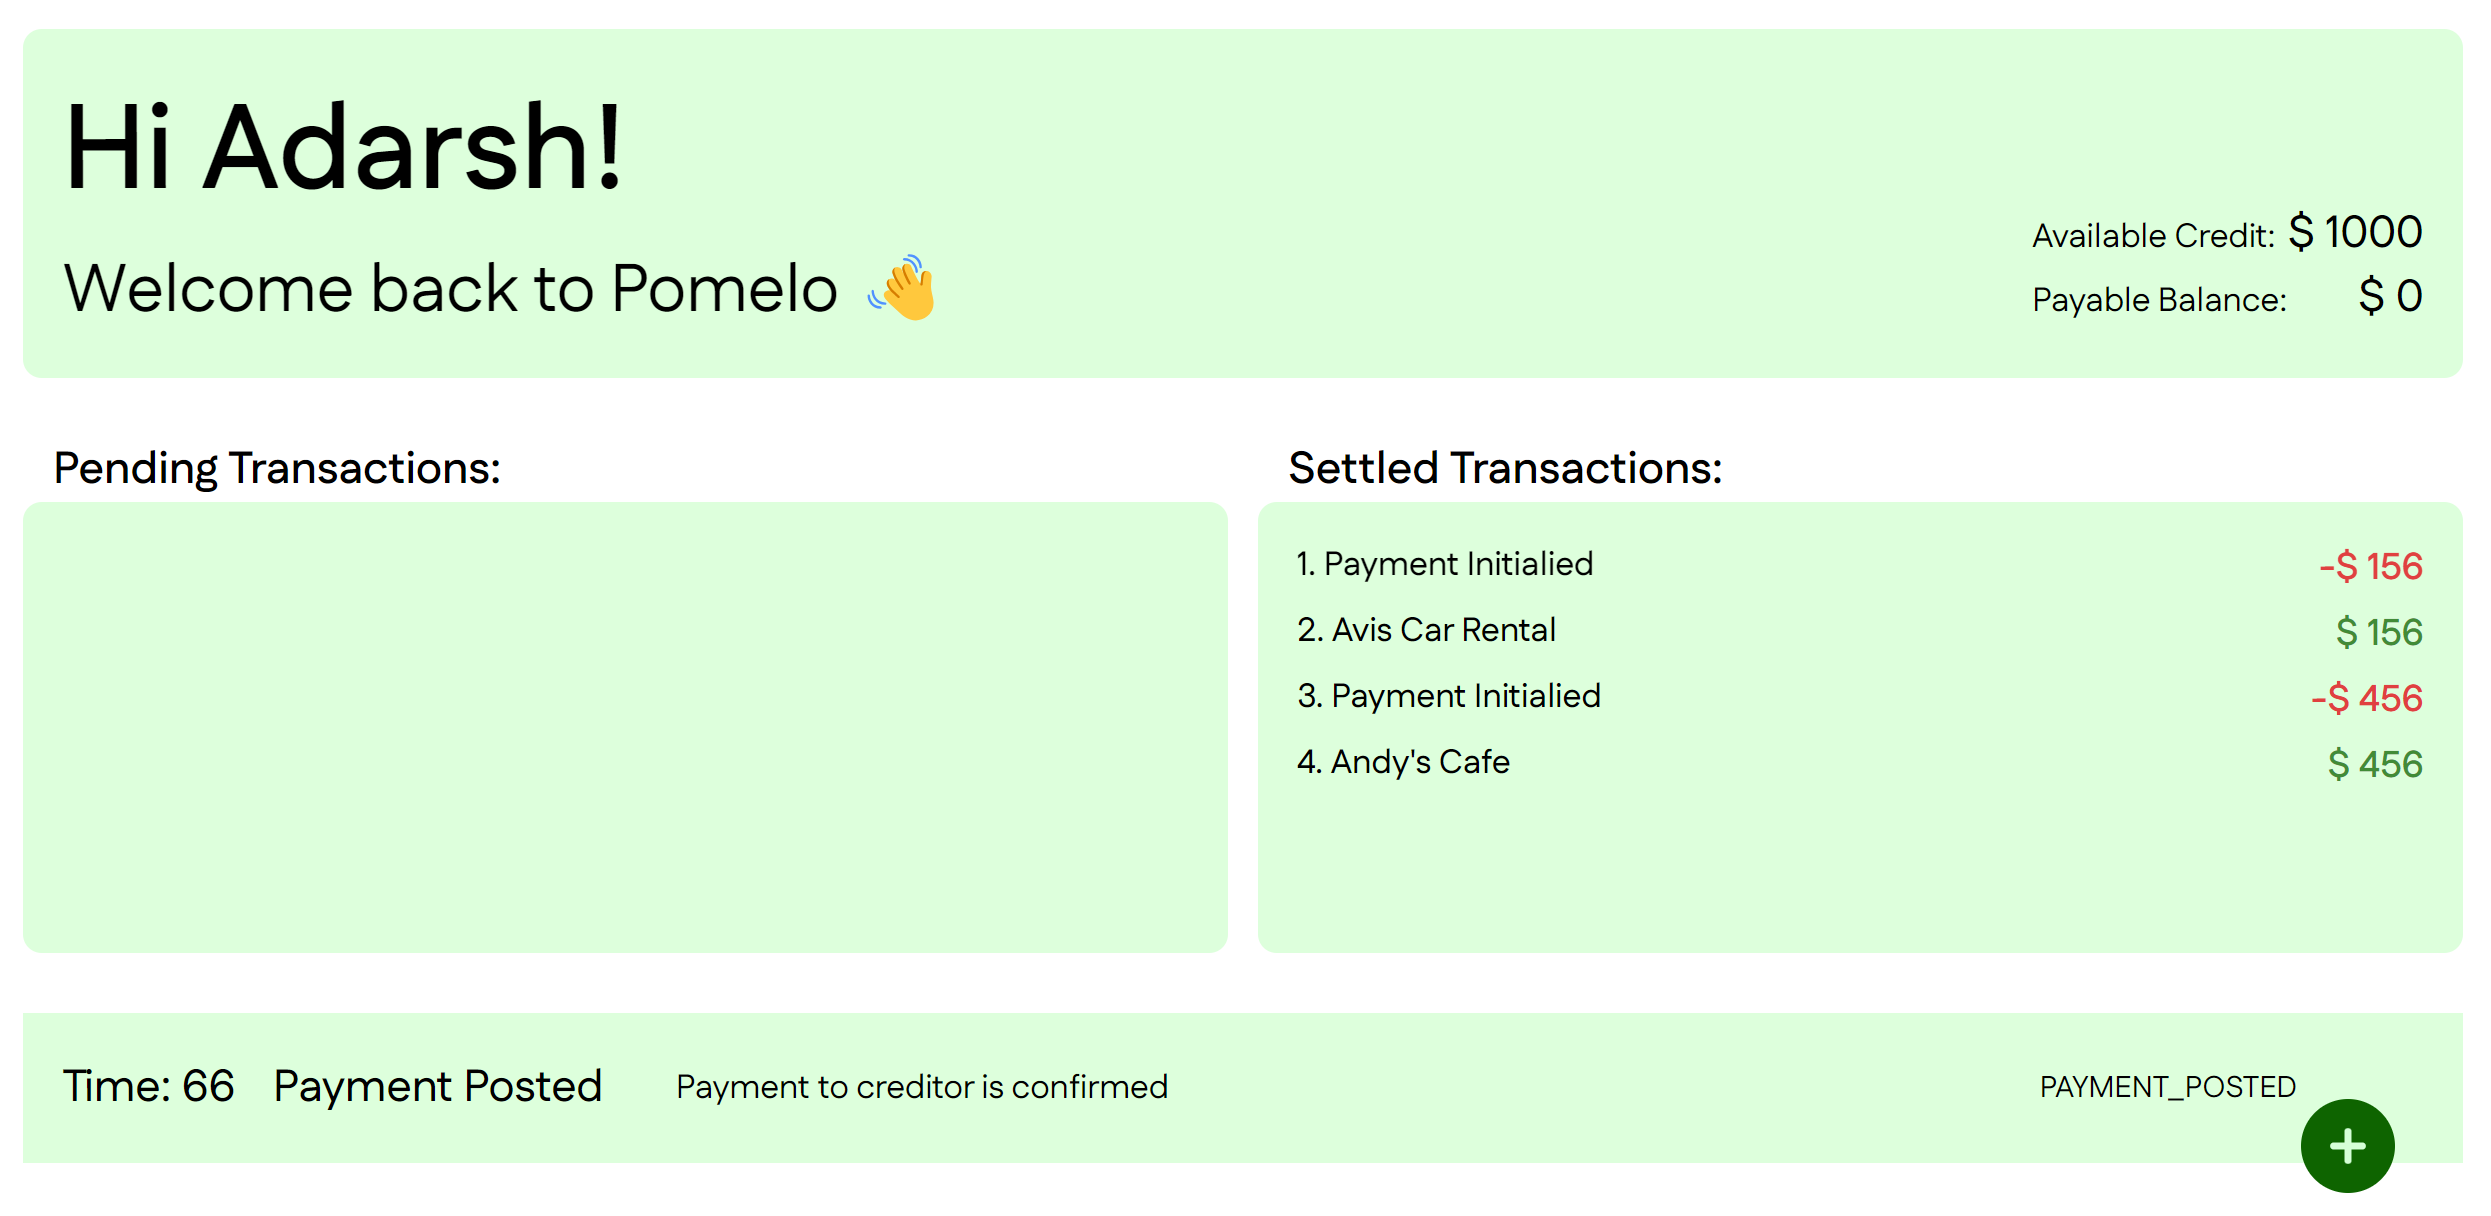 Hi Adarsh!
Welcome back to Pomelo 👋
Available Credit: $ 1000
Payable Balance: $ 0
Pending Transactions:
Settled Transactions:
1. Payment Initialied -$ 156
2. Avis Car Rental $ 156
3. Payment Initialied -$ 456
4. Andy's Cafe $ 456
Time: 66 Payment Posted Payment to creditor is confirmed PAYMENT_POSTED
+